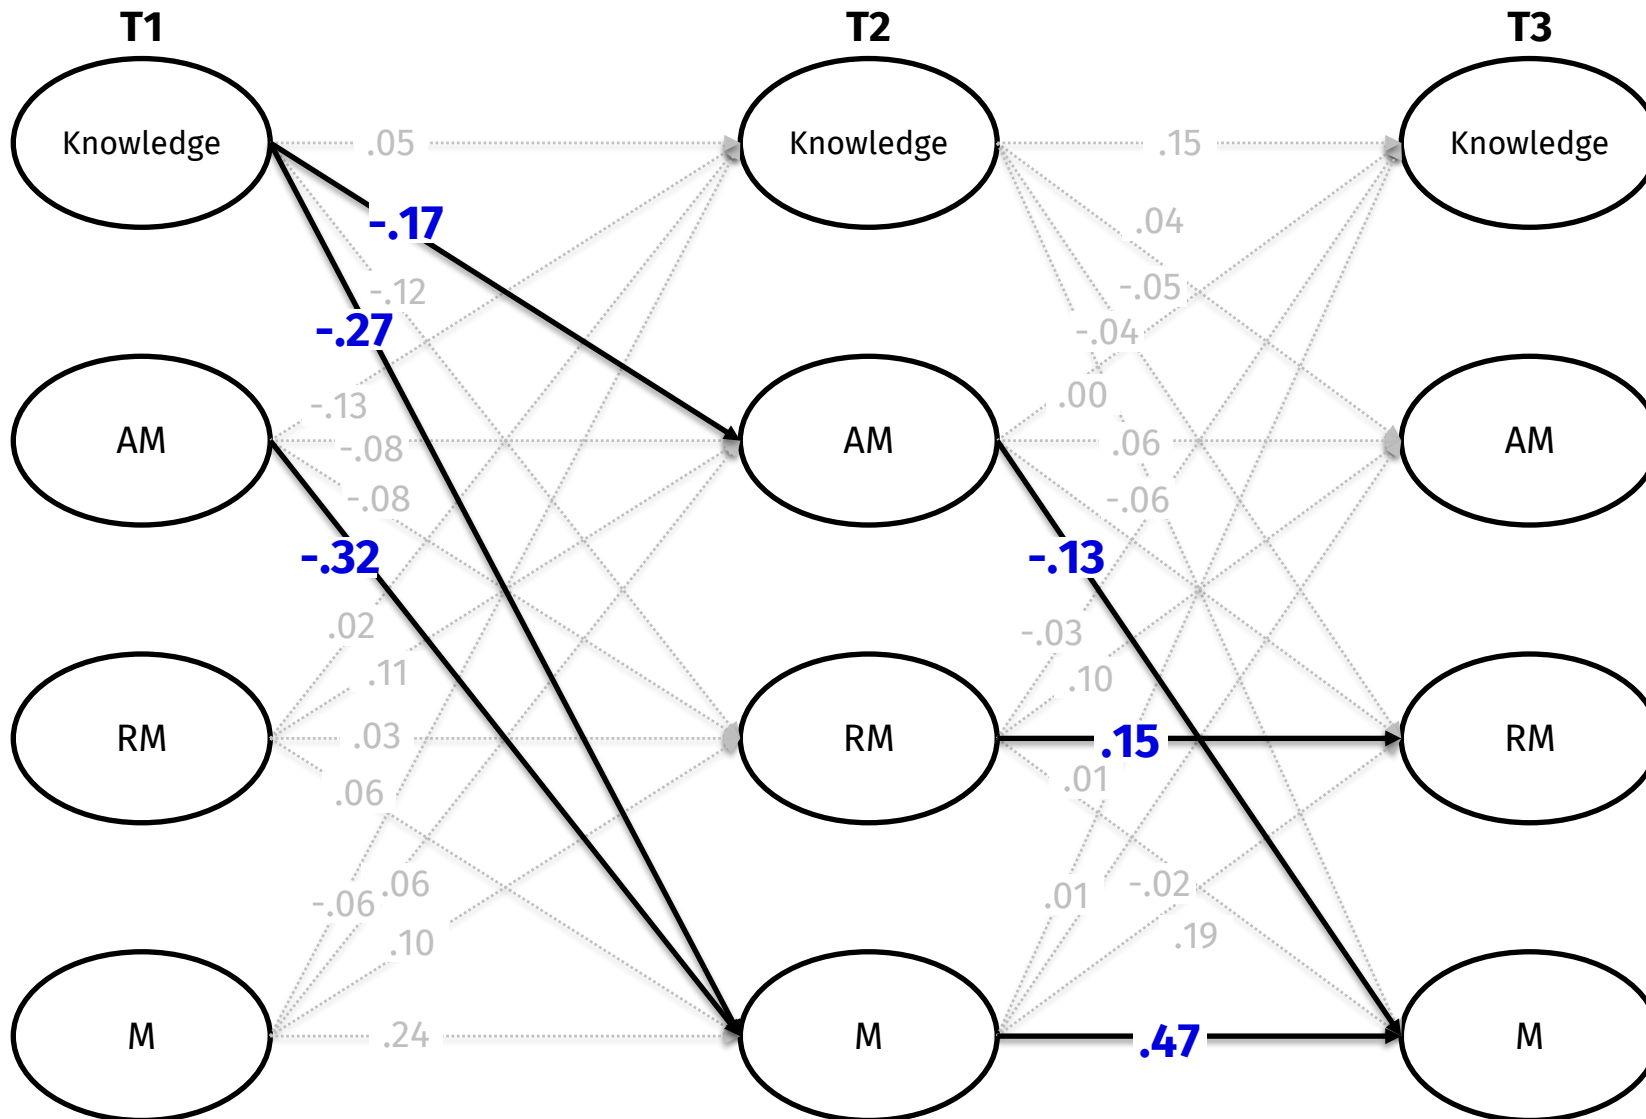 T1 T2 T3
Knowledge .05 Knowledge .15 Knowledge
-.17 .04
-.12 -.05
-.27 -.04
-.13 .00
AM -.08 AM .06 AM
-.08 -.06
-.32 -.13
.02 -.03
.11 .10
RM .03 RM .15 RM
.06 .01
.06 -.02
-.06 .01
.10 .19
M .24 M .47 M